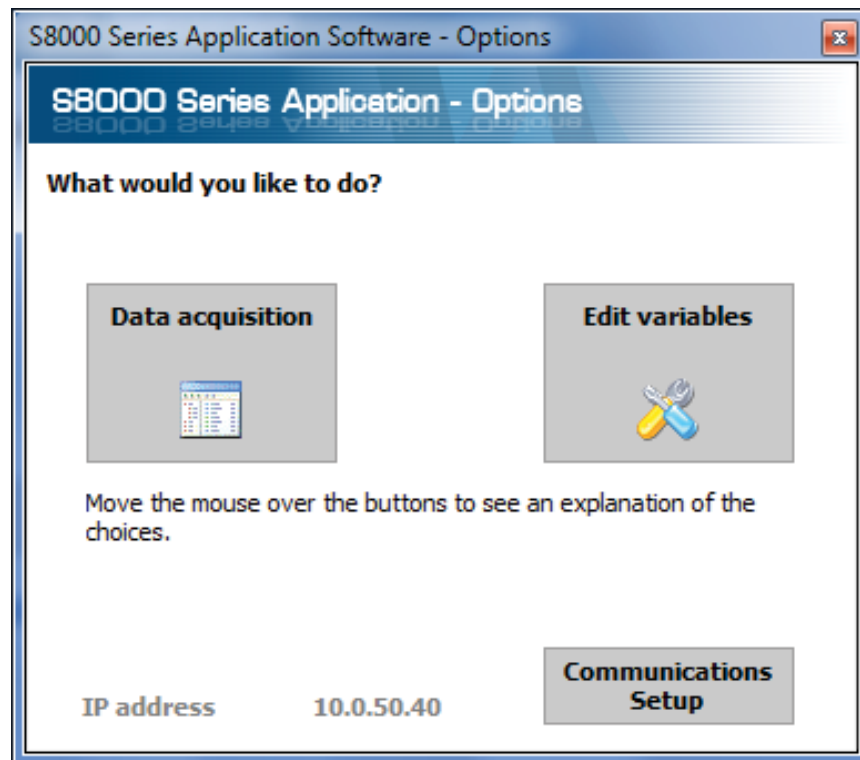 S8000 Series Application Software - Options
S8000 Series Application - Options
What would you like to do?
Data acquisition
Edit variables
Move the mouse over the buttons to see an explanation of the
choices.
IP address 10.0.50.40
Communications
Setup